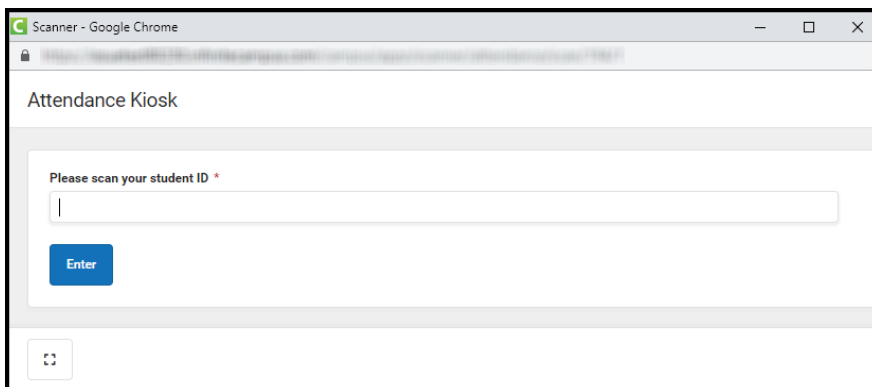 Scanner - Google Chrome
Attendance Kiosk
Please scan your student ID *
Enter